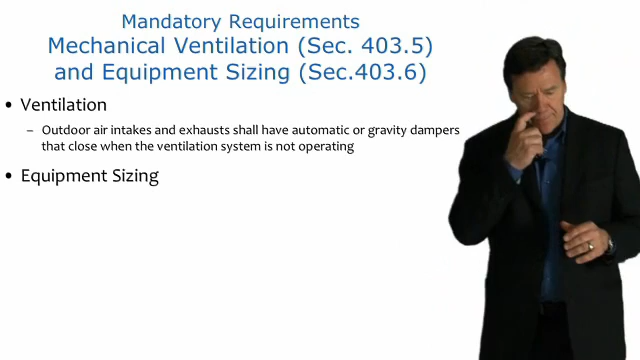 Mandatory Requirements
Mechanical Ventilation (Sec. 403.5)
and Equipment Sizing (Sec.403.6)
• Ventilation
– Outdoor air intakes and exhausts shall have automatic or gravity dampers
that close when the ventilation system is not operating
• Equipment Sizing